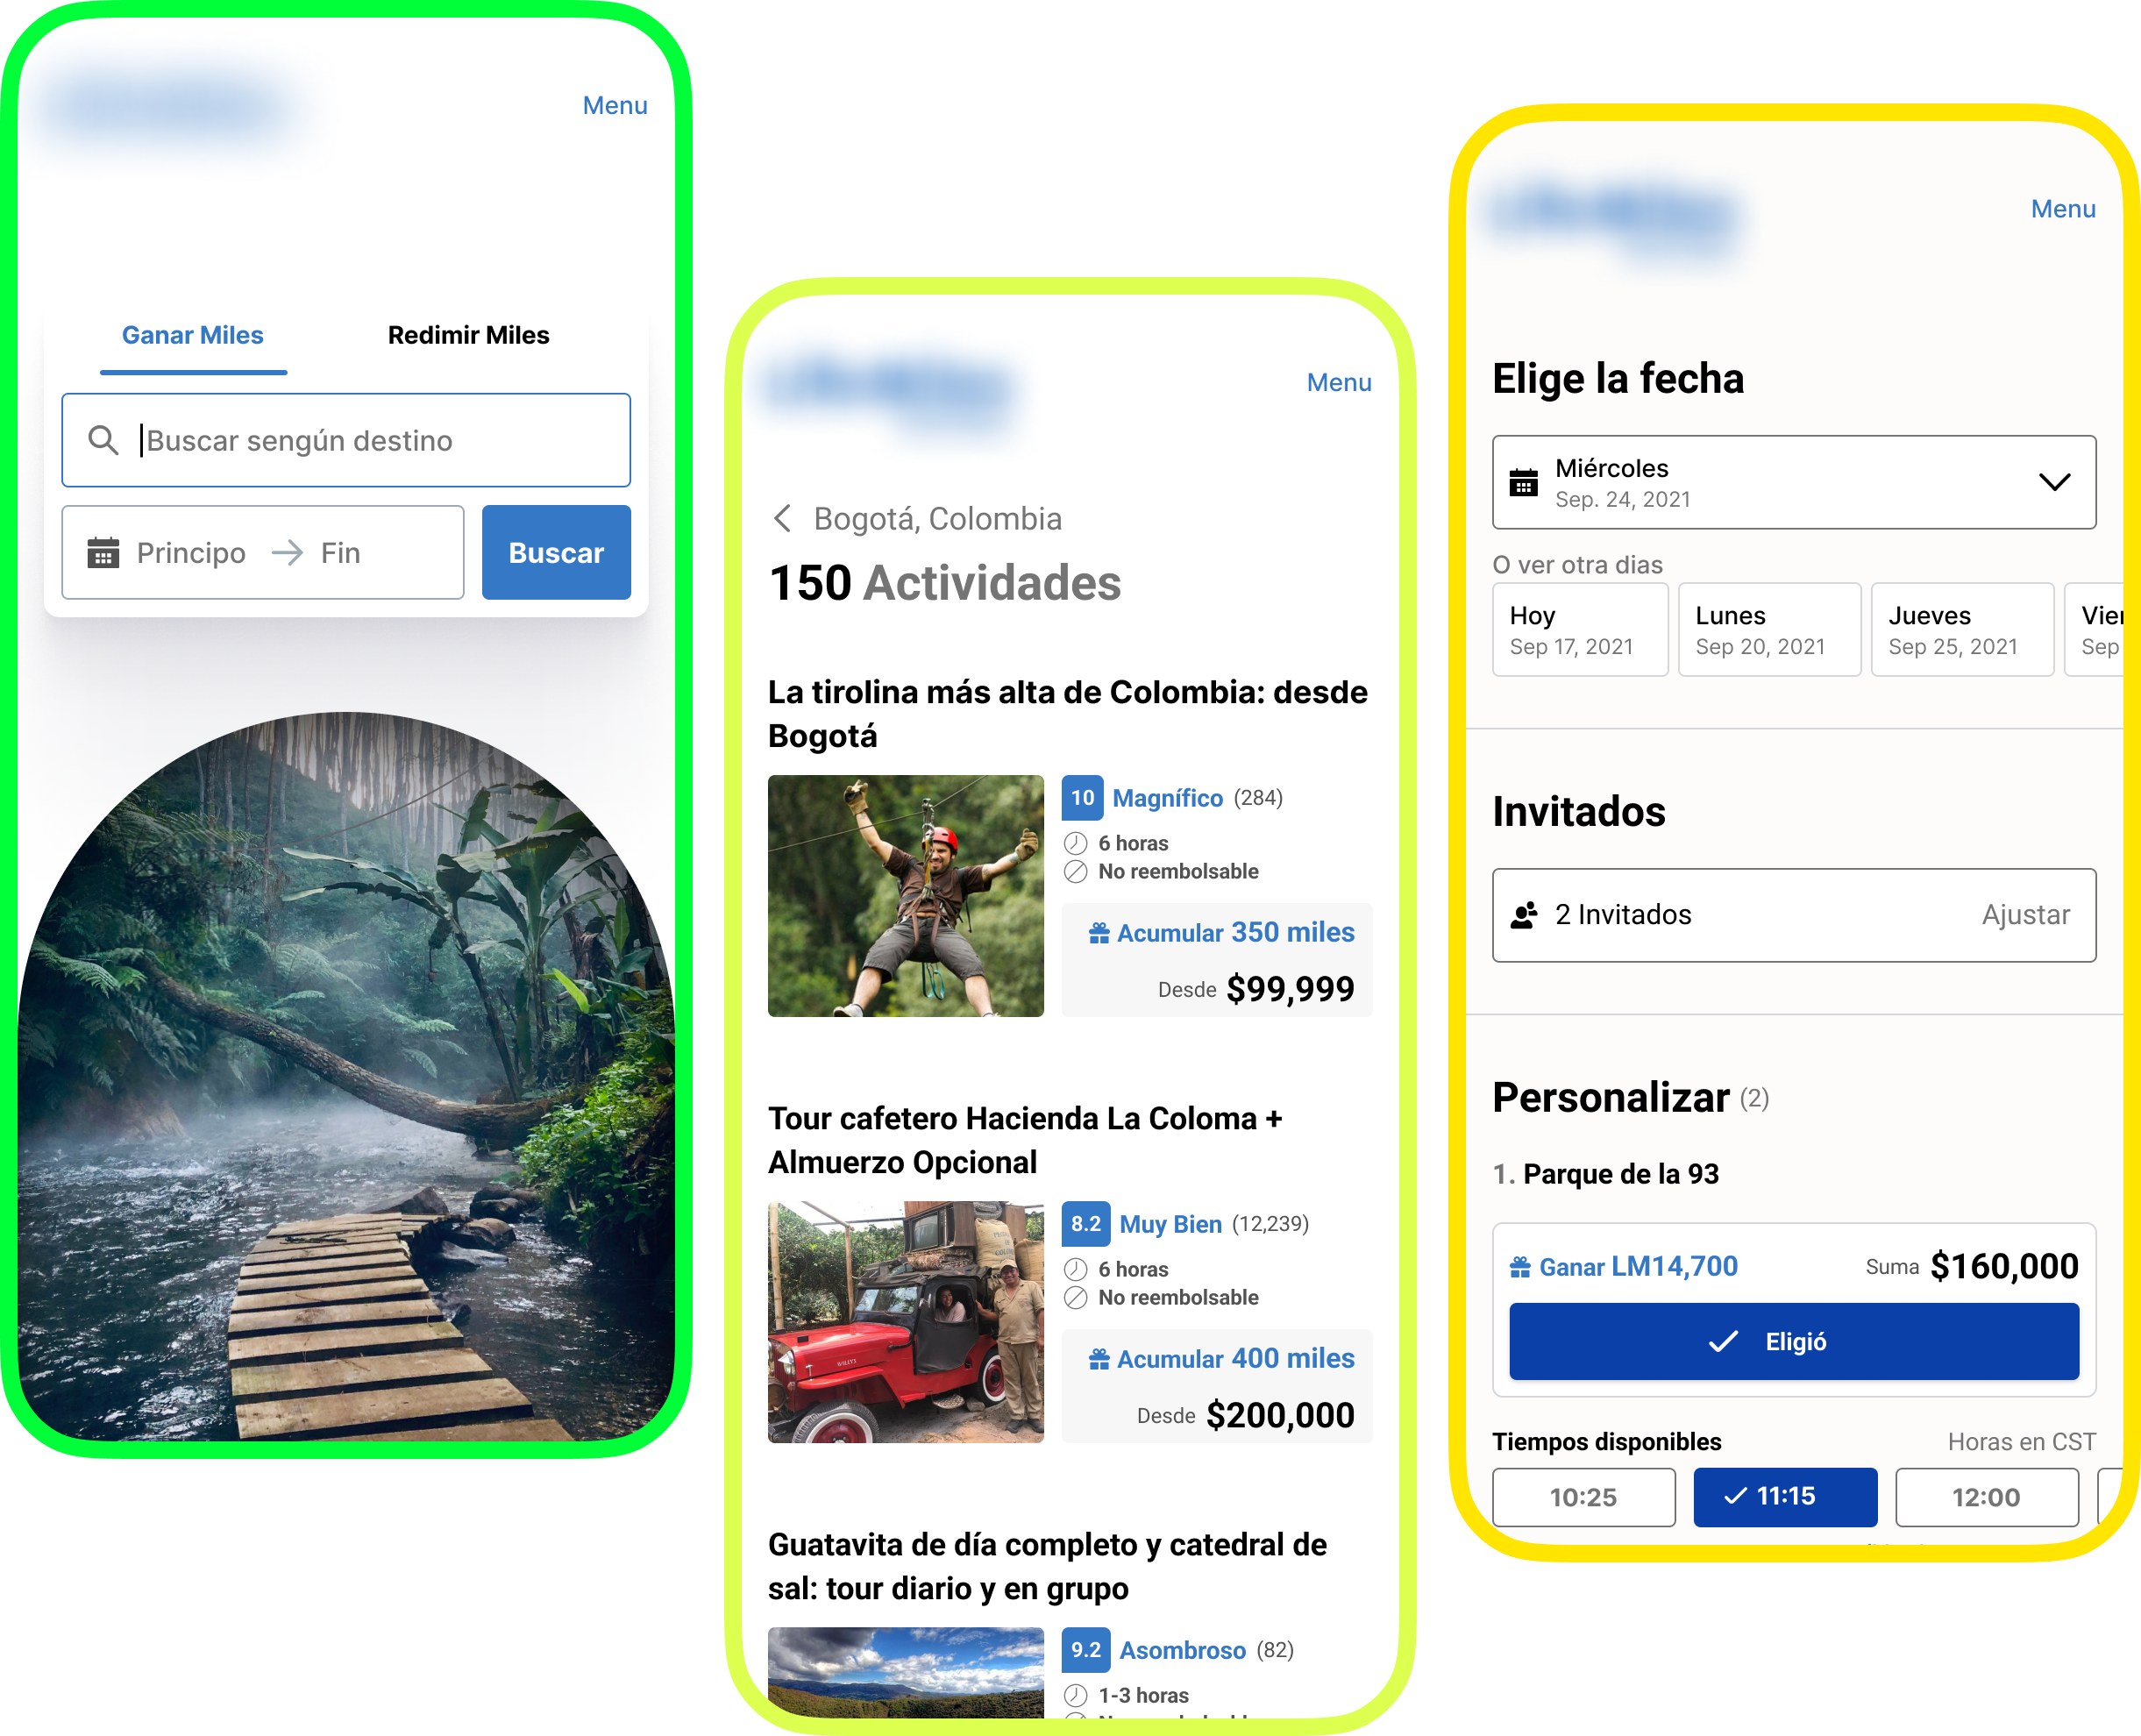 Menu
Ganar Miles
Redimir Miles
Buscar sengún destino
Principo → Fin
Buscar
Menu
Bogotá, Colombia
150 Actividades
La tirolina más alta de Colombia: desde
Bogotá
10 Magnífico (284)
6 horas
No reembolsable
Acumular 350 miles
Desde $99,999
Tour cafetero Hacienda La Coloma +
Almuerzo Opcional
8.2 Muy Bien (12,239)
6 horas
No reembolsable
Acumular 400 miles
Desde $200,000
Guatavita de día completo y catedral de
sal: tour diario y en grupo
9.2 Asombroso (82)
1-3 horas
Menu
Elige la fecha
Miércoles
Sep. 24, 2021
O ver otra dias
Hoy
Sep 17, 2021
Lunes
Sep 20, 2021
Jueves
Sep 25, 2021
Vier
Sep
Invitados
2 Invitados
Ajustar
Personalizar (2)
1. Parque de la 93
Ganar LM14,700
Suma $160,000
Eligió
Tiempos disponibles
Horas en CST
10:25
11:15
12:00